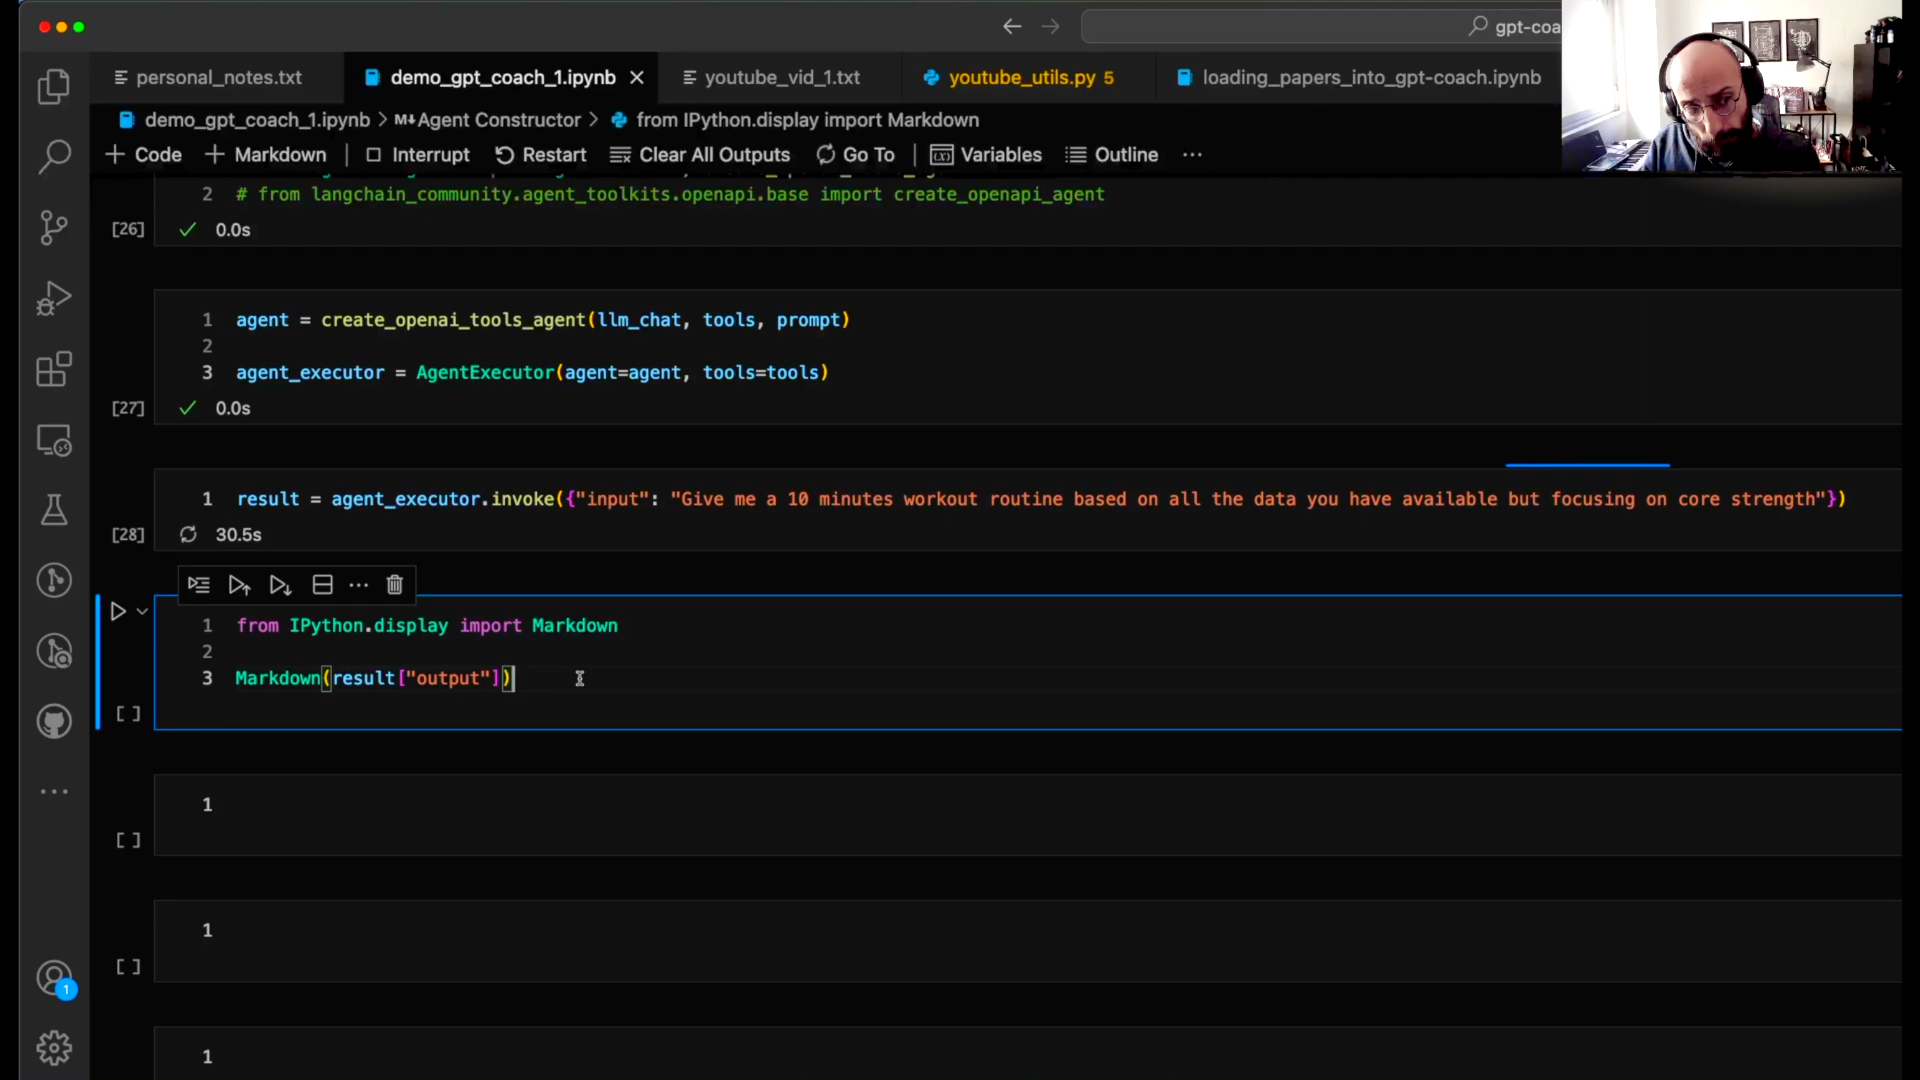 gpt-coa
personal_notes.txt
demo_gpt_coach_1.ipynb
youtube_vid_1.txt
youtube_utils.py 5
loading_papers_into_gpt-coach.ipynb
demo_gpt_coach_1.ipynb > M↓Agent Constructor > from IPython.display import Markdown
+ Code + Markdown | Interrupt Restart Clear All Outputs Go To | Variables Outline ...
2 # from langchain_community.agent_toolkits.openapi.base import create_openapi_agent
[26] ✓ 0.0s
1 agent = create_openai_tools_agent(llm_chat, tools, prompt)
2
3 agent_executor = AgentExecutor(agent=agent, tools=tools)
[27] ✓ 0.0s
1 result = agent_executor.invoke({"input": "Give me a 10 minutes workout routine based on all the data you have available but focusing on core strength"})
[28] 30.5s
1 from IPython.display import Markdown
2
3 Markdown(result["output"])
[ ]
1
[ ]
1
[ ]
1
1